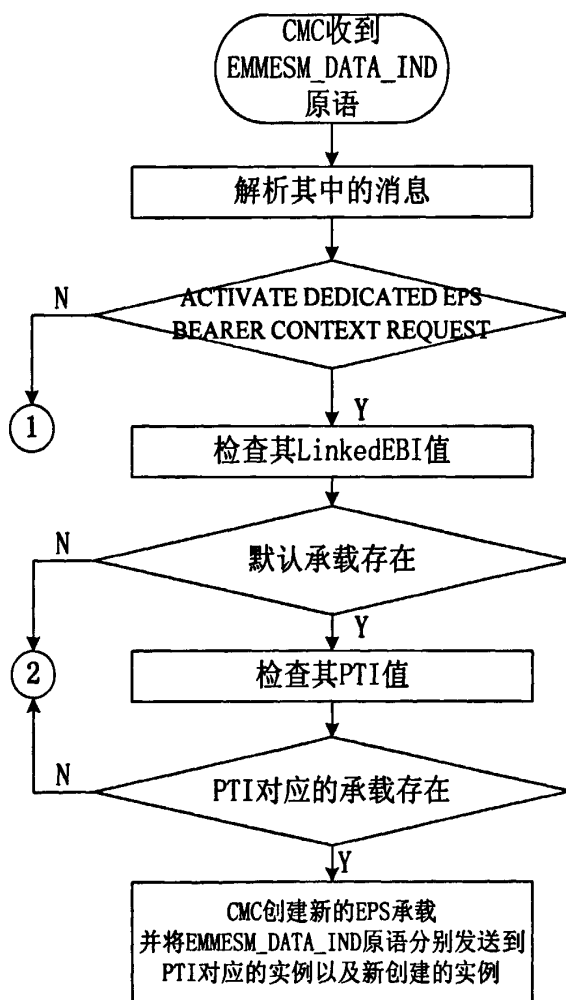 CMC收到
EMMESM_DATA_IND
原语
解析其中的消息
N
ACTIVATE DEDICATED EPS
BEARER CONTEXT REQUEST
1
Y
检查其LinkedEBI值
N
默认承载存在
Y
2
检查其PTI值
N
PTI对应的承载存在
Y
CMC创建新的EPS承载
并将EMMESM_DATA_IND原语分别发送到
PTI对应的实例以及新创建的实例